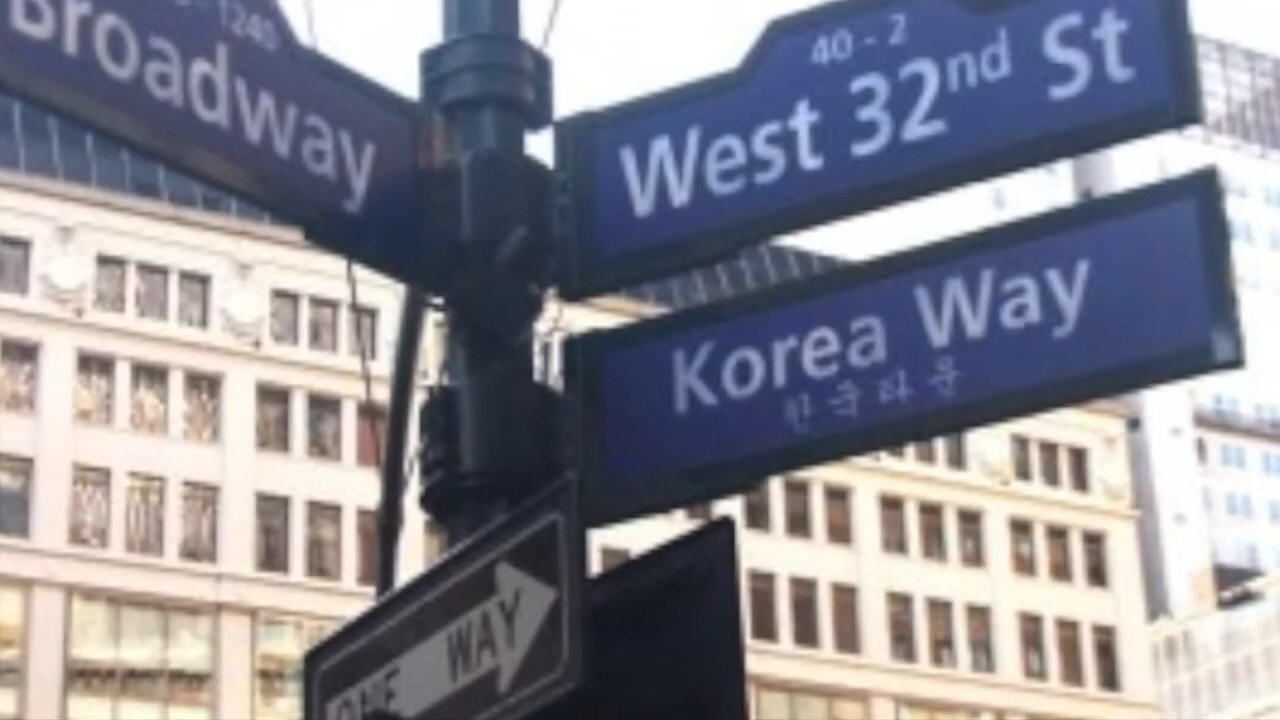 Broadway
40 - 2
West 32nd St
Korea Way
한국타운
ONE WAY